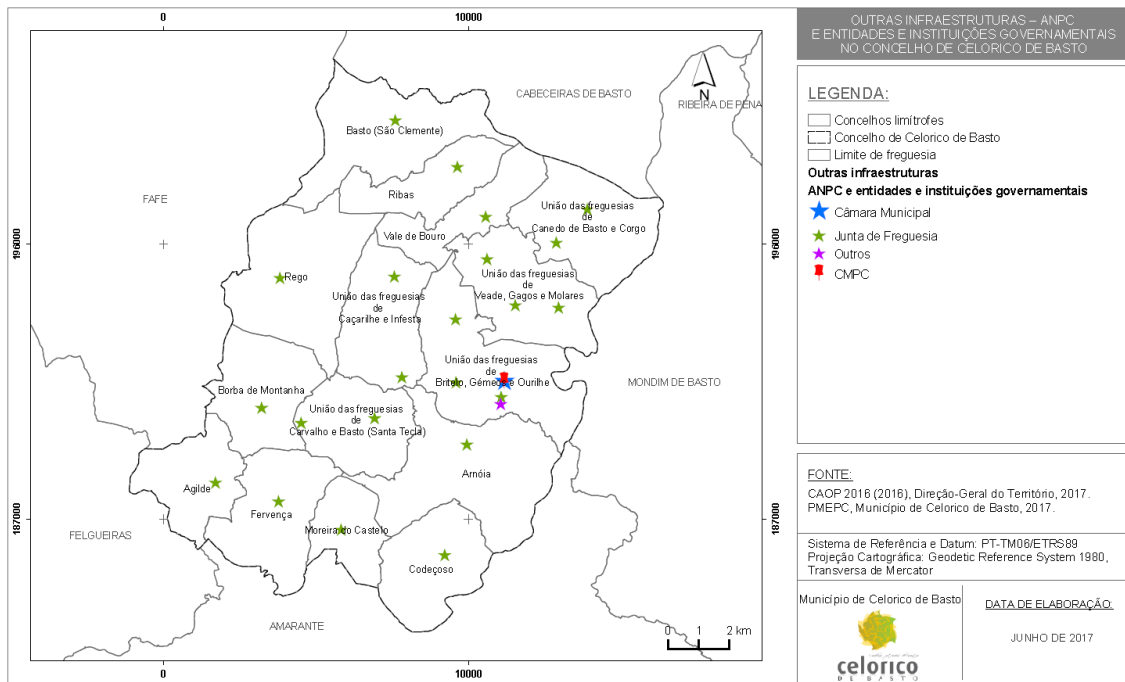 0
10000
OUTRAS INFRAESTRUTURAS – ANPC
E ENTIDADES E INSTITUIÇÕES GOVERNAMENTAIS
NO CONCELHO DE CELORICO DE BASTO
N
CABECEIRAS DE BASTO
RIBEIRA DE PENA
LEGENDA:
Concelhos limítrofes
Concelho de Celorico de Basto
Limite de freguesia
Outras infraestruturas
ANPC e entidades e instituições governamentais
Câmara Municipal
Junta de Freguesia
Outros
CMPC
Basto (São Clemente)
Ribas
FAFE
União das freguesias
de
Canedo de Basto e Corgo
Vale de Bouro
196000
196000
Rego
União das freguesias
de
Veade, Gagos e Molares
União das freguesias
de
Caçarilhe e Infesta
União das freguesias
de
Britelo, Gémeos e Ourilhe
MONDIM DE BASTO
Borba de Montanha
União das freguesias
de
Carvalho e Basto (Santa Tecla)
Arnóia
Agilde
Fervença
Moreira do Castelo
187000
187000
FELGUEIRAS
Codeçoso
AMARANTE
0 1 2 km
0
10000
FONTE:
CAOP 2016 (2016), Direção-Geral do Território, 2017.
PMEPC, Município de Celorico de Basto, 2017.
Sistema de Referência e Datum: PT-TM06/ETRS89
Projeção Cartográfica: Geodetic Reference System 1980,
Transversa de Mercator
Município de Celorico de Basto
celorico
DE BASTO
DATA DE ELABORAÇÃO:
JUNHO DE 2017